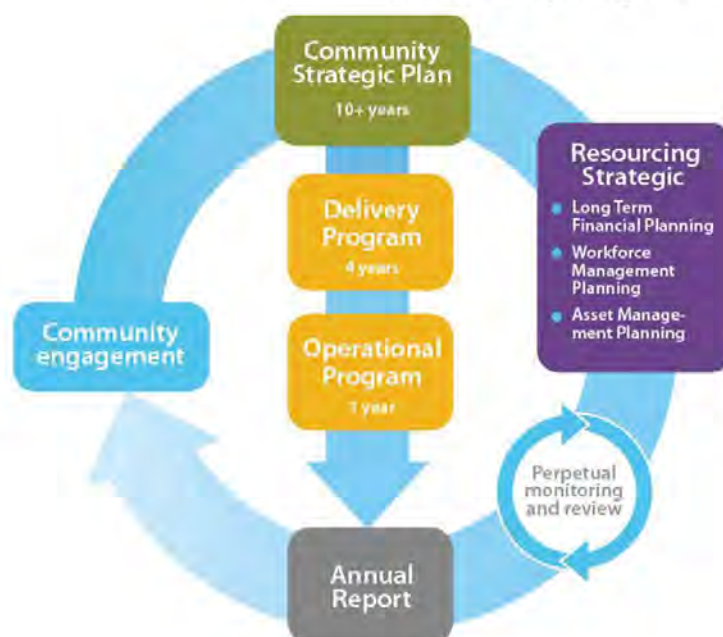 Community
Strategic Plan
10+ years
Resourcing
Strategic
Long Term
Financial Planning
Workforce
Management
Planning
Asset Manage-
ment Planning
Delivery
Program
4 years
Community
engagement
Operational
Program
1 year
Perpetual
monitoring
and review
Annual
Report